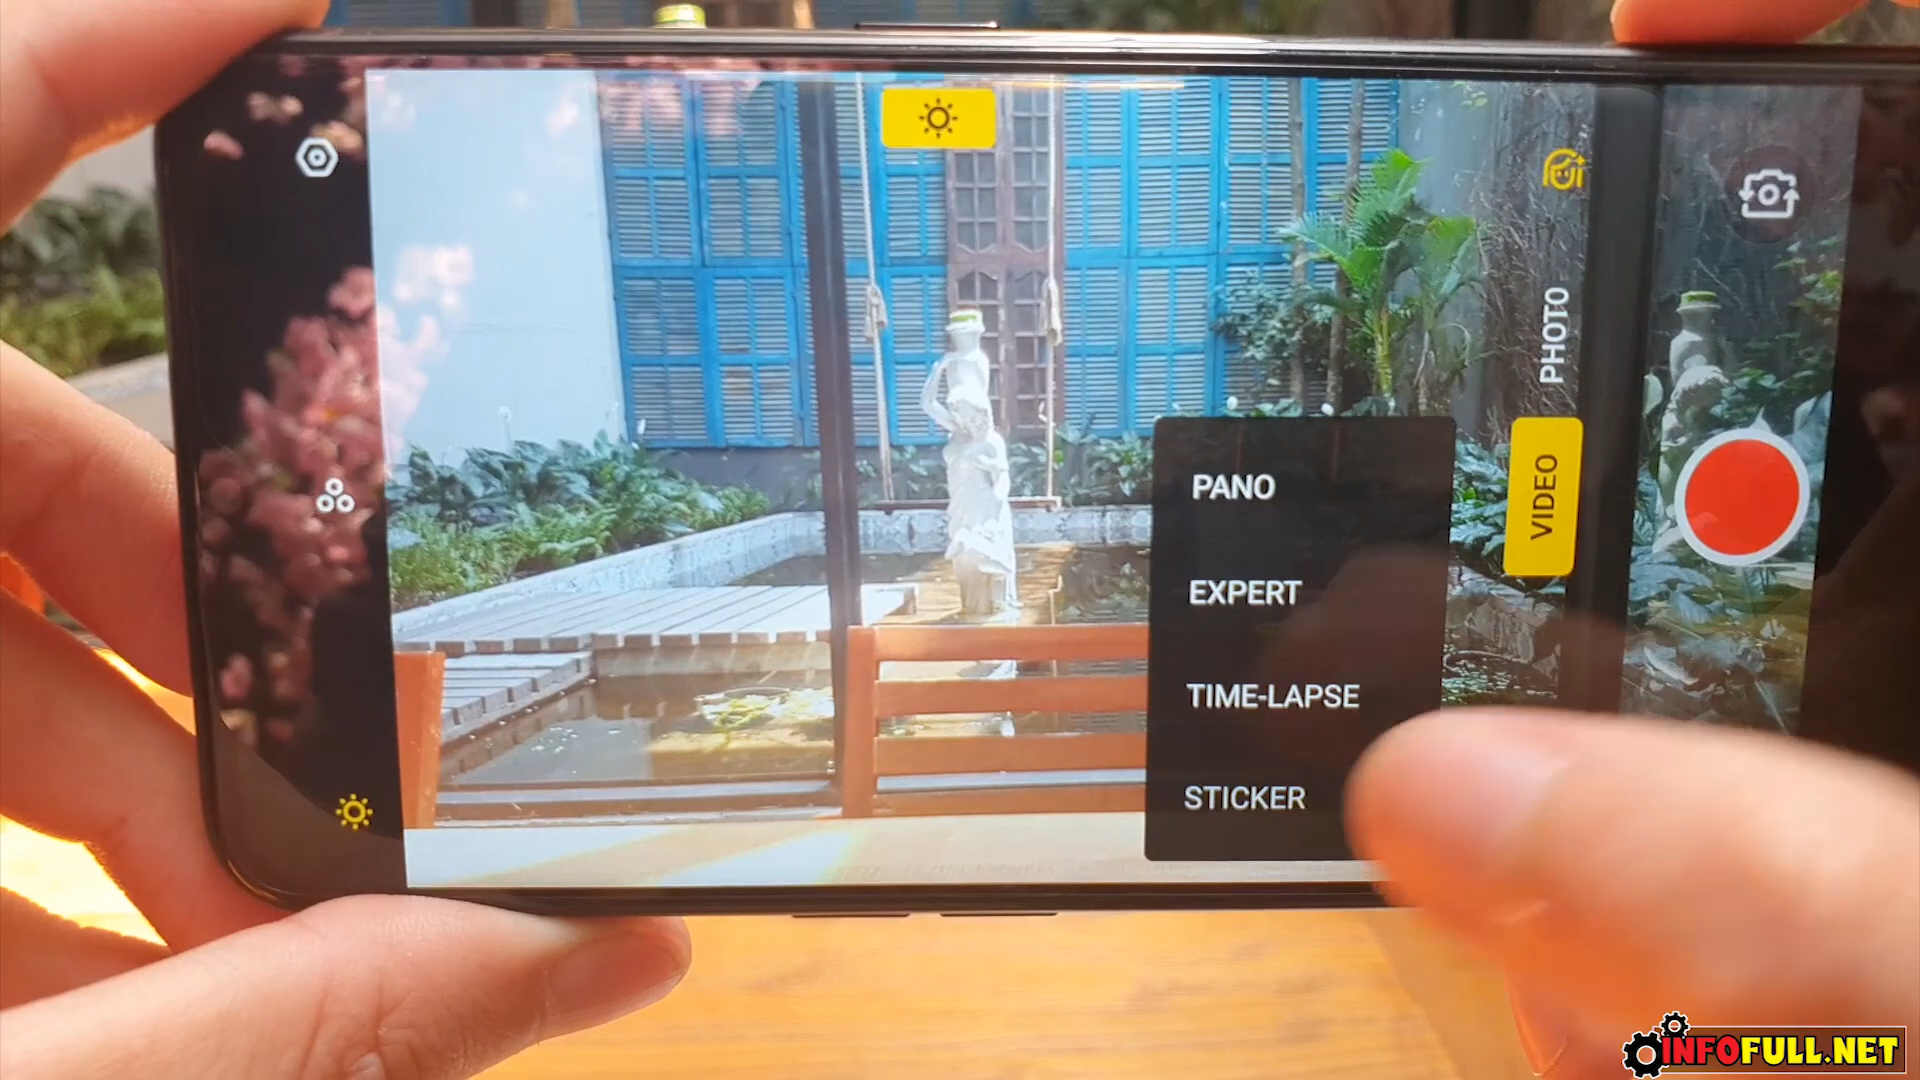 PHOTO
VIDEO
PANO
EXPERT
TIME-LAPSE
STICKER
INFOFULL.NET